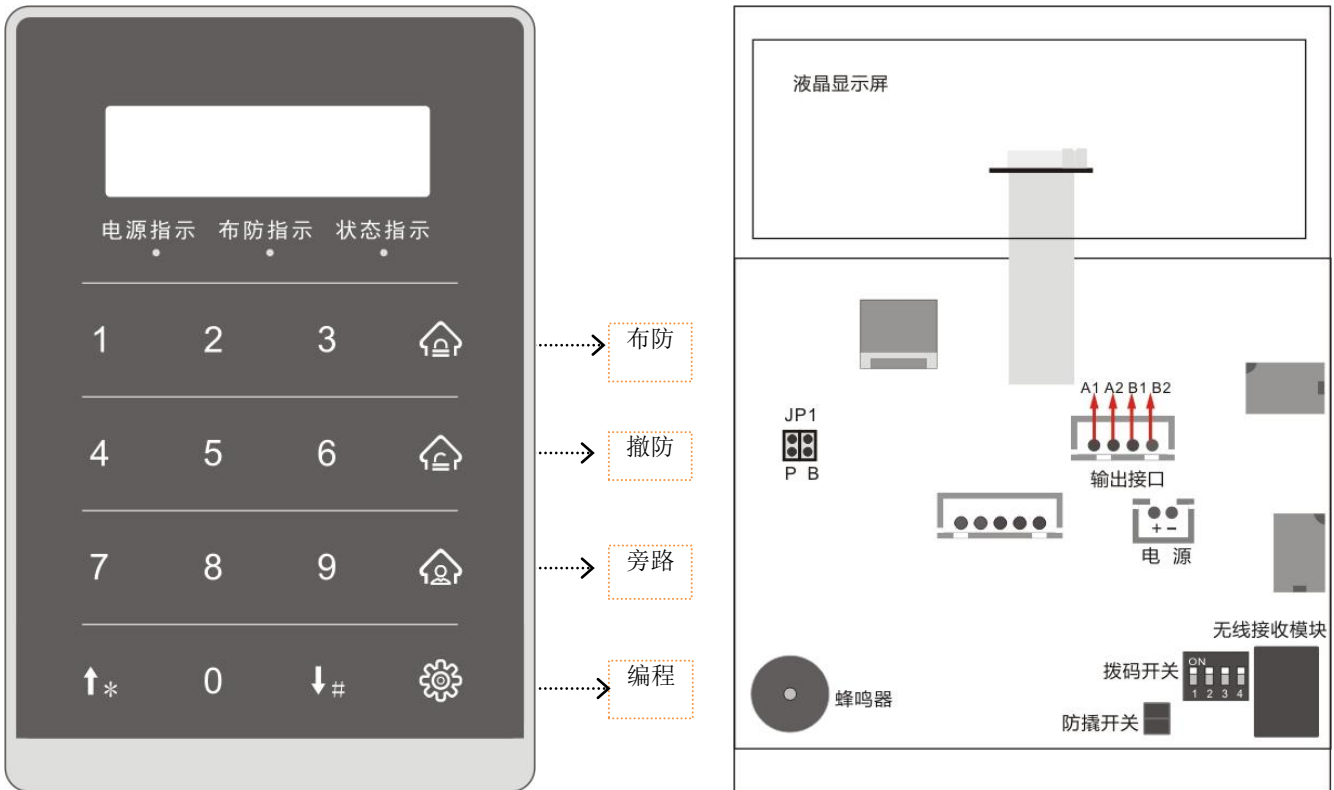 电源指示 布防指示 状态指示
1 2 3
布防
4 5 6
撤防
7 8 9
旁路
* 0 #
编程
液晶显示屏
A1 A2 B1 B2
JP1
P B
输出接口
+ -
电 源
无线接收模块
拨码开关
ON
1 2 3 4
蜂鸣器
防撬开关